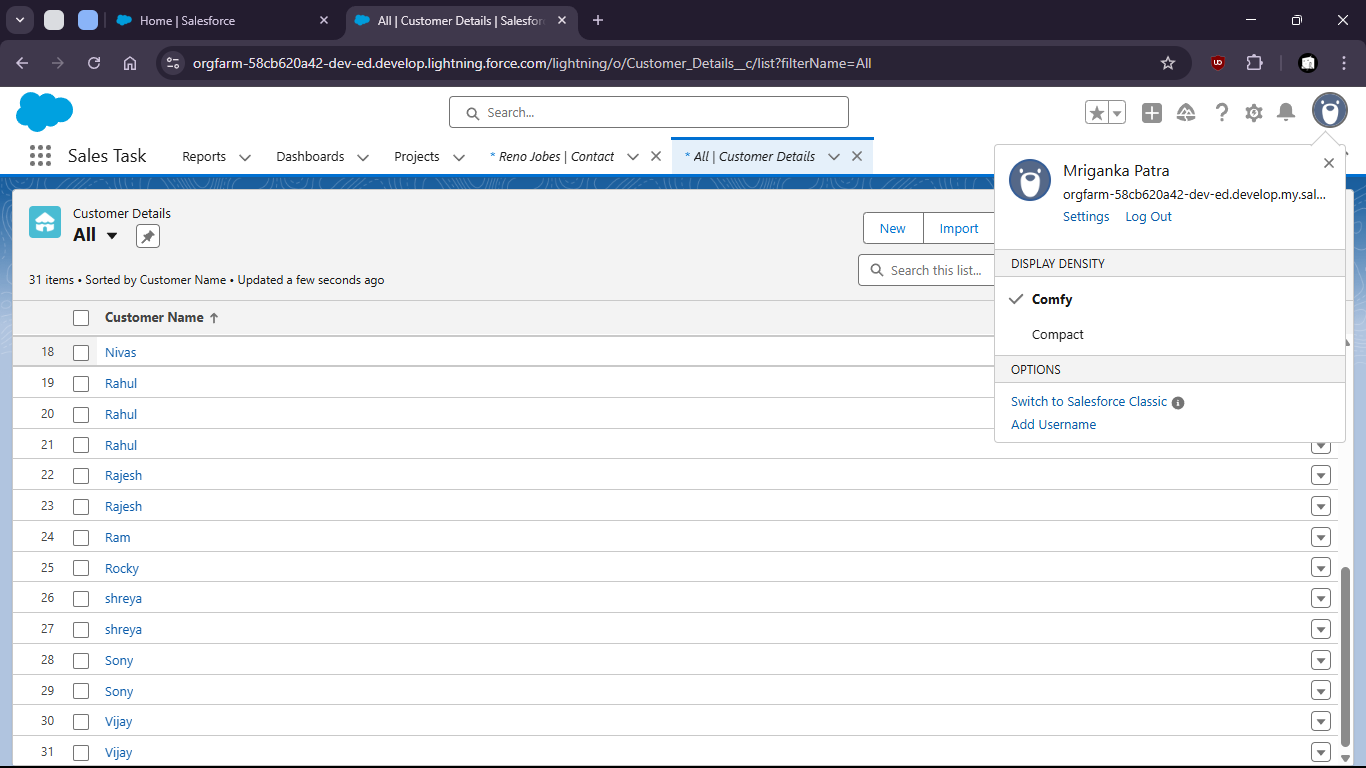 Home | Salesforce
All | Customer Details | Salesfor
orgfarm-58cb620a42-dev-ed.develop.lightning.force.com/lightning/o/Customer_Details__c/list?filterName=All
Search...
Sales Task
Reports
Dashboards
Projects
* Reno Jobes | Contact
* All | Customer Details
Mriganka Patra
orgfarm-58cb620a42-dev-ed.develop.my.sal...
Settings
Log Out
DISPLAY DENSITY
Comfy
Compact
OPTIONS
Switch to Salesforce Classic
Add Username
Customer Details
All
New
Import
31 items • Sorted by Customer Name • Updated a few seconds ago
Search this list...
Customer Name
18 Nivas
19 Rahul
20 Rahul
21 Rahul
22 Rajesh
23 Rajesh
24 Ram
25 Rocky
26 shreya
27 shreya
28 Sony
29 Sony
30 Vijay
31 Vijay